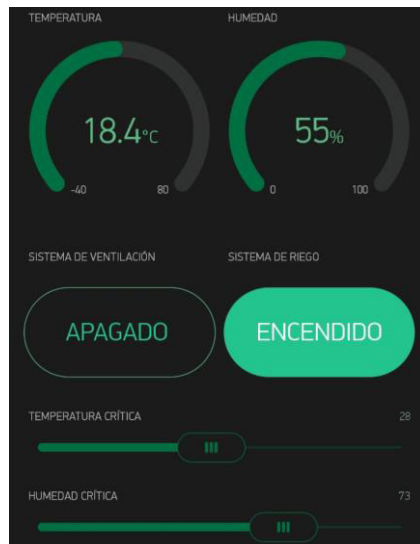 TEMPERATURA
HUMEDAD
18.4°C
55%
-40
80
0
100
SISTEMA DE VENTILACIÓN
SISTEMA DE RIEGO
APAGADO
ENCENDIDO
TEMPERATURA CRÍTICA
28
HUMEDAD CRÍTICA
73